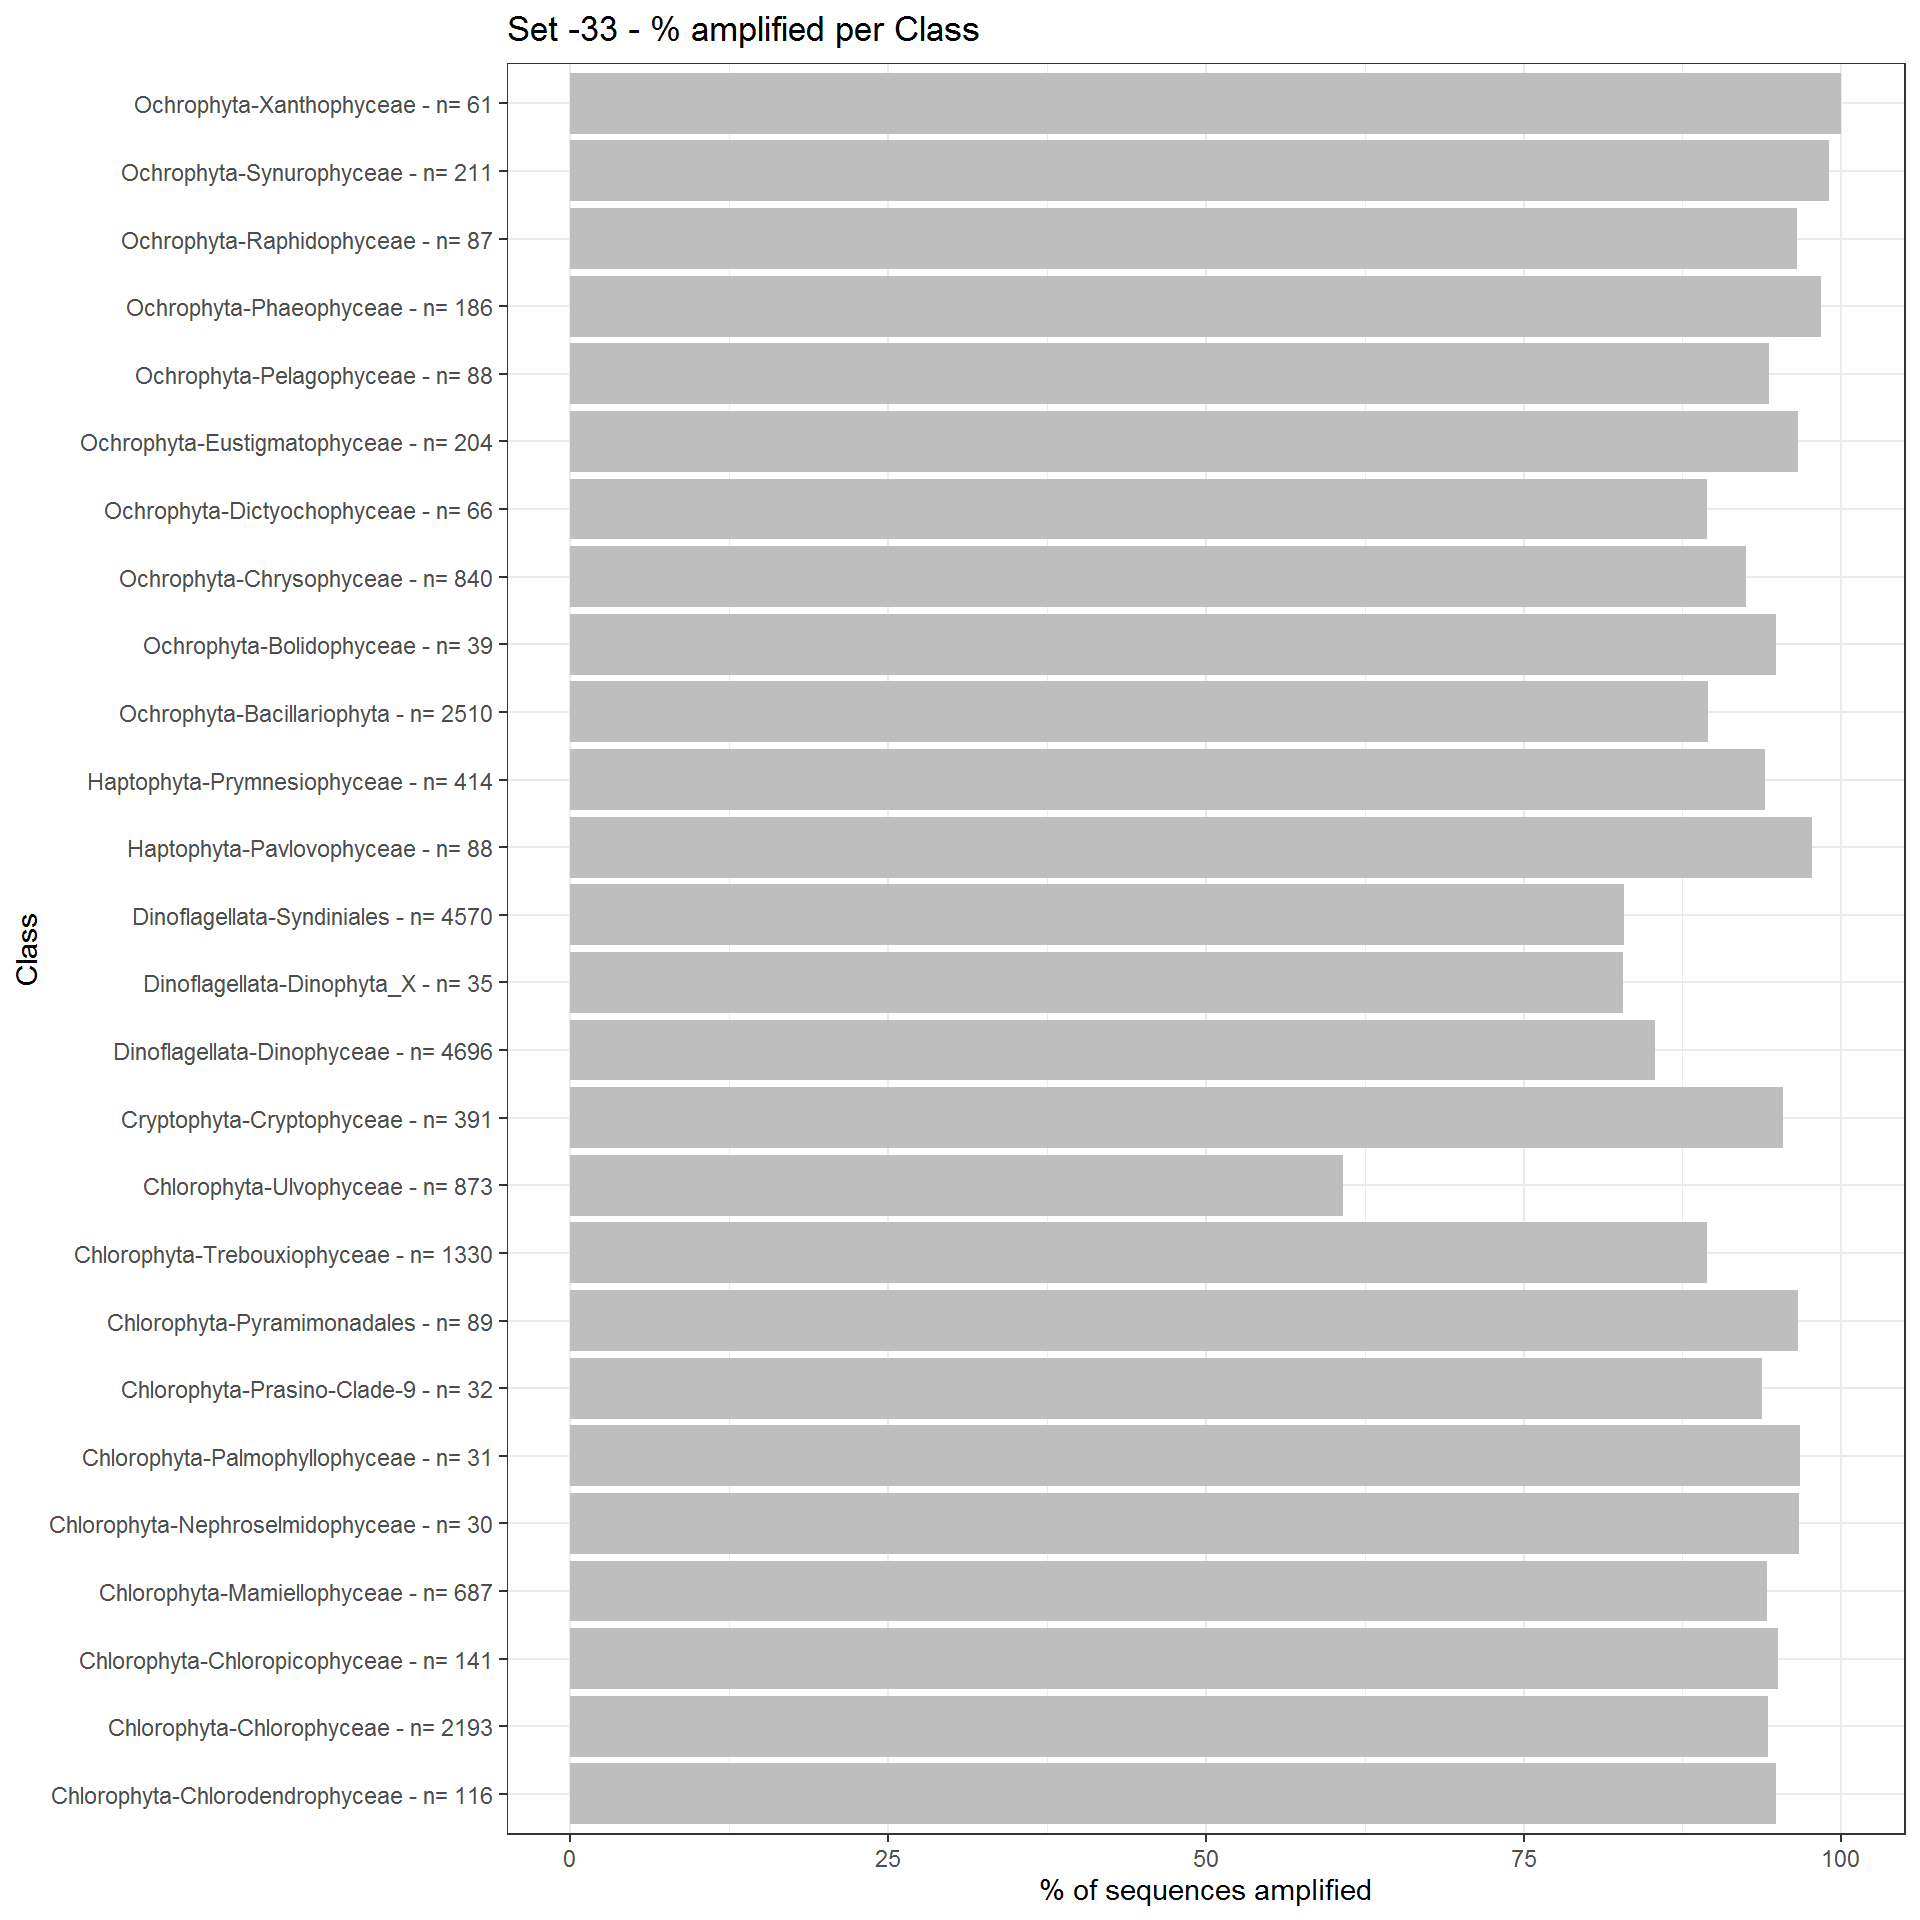 Set -33 - % amplified per Class
Class
Ochrophyta-Xanthophyceae - n= 61
Ochrophyta-Synurophyceae - n= 211
Ochrophyta-Raphidophyceae - n= 87
Ochrophyta-Phaeophyceae - n= 186
Ochrophyta-Pelagophyceae - n= 88
Ochrophyta-Eustigmatophyceae - n= 204
Ochrophyta-Dictyochophyceae - n= 66
Ochrophyta-Chrysophyceae - n= 840
Ochrophyta-Bolidophyceae - n= 39
Ochrophyta-Bacillariophyta - n= 2510
Haptophyta-Prymnesiophyceae - n= 414
Haptophyta-Pavlovophyceae - n= 88
Dinoflagellata-Syndiniales - n= 4570
Dinoflagellata-Dinophyta_X - n= 35
Dinoflagellata-Dinophyceae - n= 4696
Cryptophyta-Cryptophyceae - n= 391
Chlorophyta-Ulvophyceae - n= 873
Chlorophyta-Trebouxiophyceae - n= 1330
Chlorophyta-Pyramimonadales - n= 89
Chlorophyta-Prasino-Clade-9 - n= 32
Chlorophyta-Palmophyllophyceae - n= 31
Chlorophyta-Nephroselmidophyceae - n= 30
Chlorophyta-Mamiellophyceae - n= 687
Chlorophyta-Chloropicophyceae - n= 141
Chlorophyta-Chlorophyceae - n= 2193
Chlorophyta-Chlorodendrophyceae - n= 116
0 25 50 75 100
% of sequences amplified